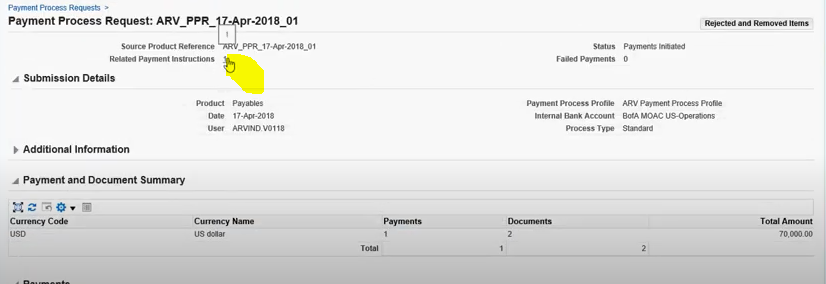 Payment Process Requests >
Payment Process Request: ARV_PPR_17-Apr-2018_01
Rejected and Removed Items
1
Source Product Reference ARV_PPR_17-Apr-2018_01 Status Payments Initiated
Related Payment Instructions 1 Failed Payments 0
Submission Details
Product Payables Payment Process Profile ARV Payment Process Profile
Date 17-Apr-2018 Internal Bank Account BofA MOAC US-Operations
User ARVIND.V0118 Process Type Standard
Additional Information
Payment and Document Summary
Currency Code Currency Name Payments Documents Total Amount
USD US dollar 1 2 70,000.00
Total 1 2
Payments